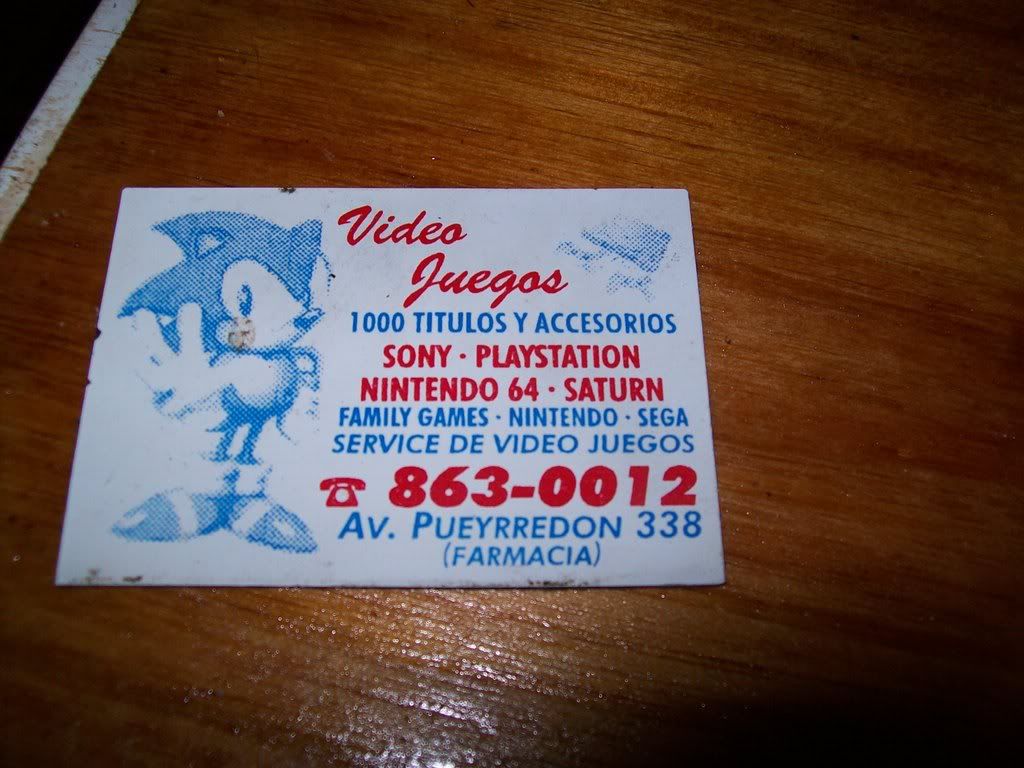 Video
Juegos
1000 TITULOS Y ACCESORIOS
SONY · PLAYSTATION
NINTENDO 64 · SATURN
FAMILY GAMES · NINTENDO · SEGA
SERVICE DE VIDEO JUEGOS
☎ 863-0012
AV. PUEYRREDON 338
(FARMACIA)